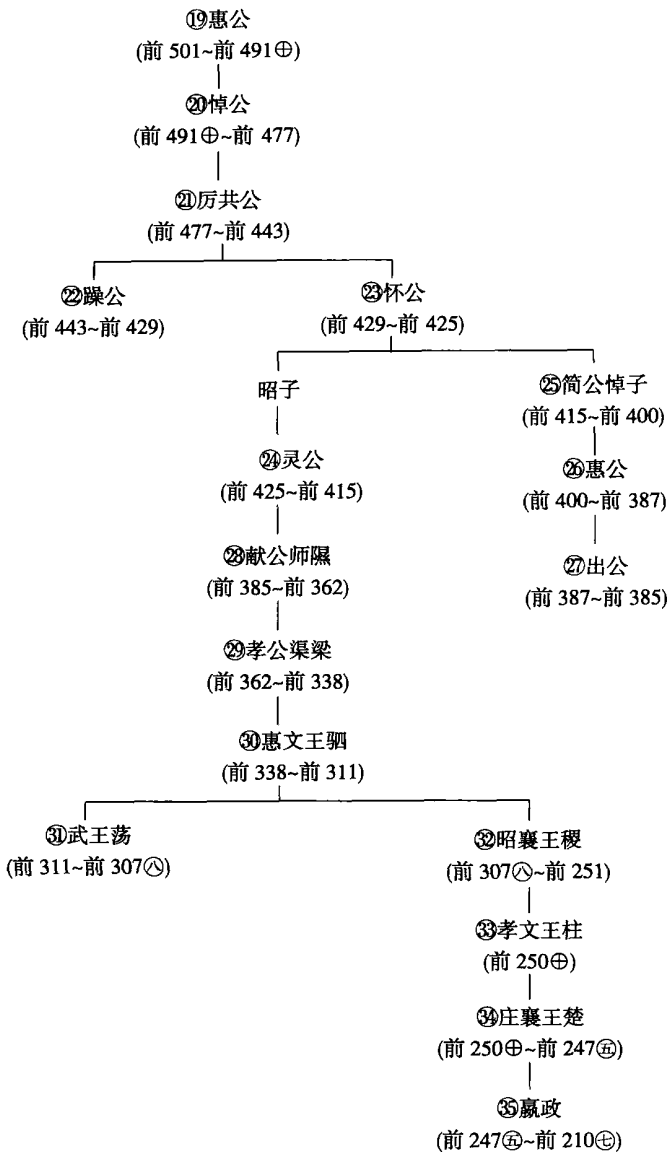 ⑲惠公
(前 501~前 491㊉)
⑳悼公
(前 491㊉~前 477)
㉑厉共公
(前 477~前 443)
㉒躁公
(前 443~前 429)
㉓怀公
(前 429~前 425)
昭子
㉔灵公
(前 425~前 415)
㉕简公悼子
(前 415~前 400)
㉖惠公
(前 400~前 387)
㉗出公
(前 387~前 385)
㉘献公师隰
(前 385~前 362)
㉙孝公渠梁
(前 362~前 338)
㉚惠文王驷
(前 338~前 311)
㉛武王荡
(前 311~前 307㊇)
㉜昭襄王稷
(前 307㊇~前 251)
㉝孝文王柱
(前 250㊉)
㉞庄襄王楚
(前 250㊉~前 247㊄)
㉟嬴政
(前 247㊄~前 210㊆)